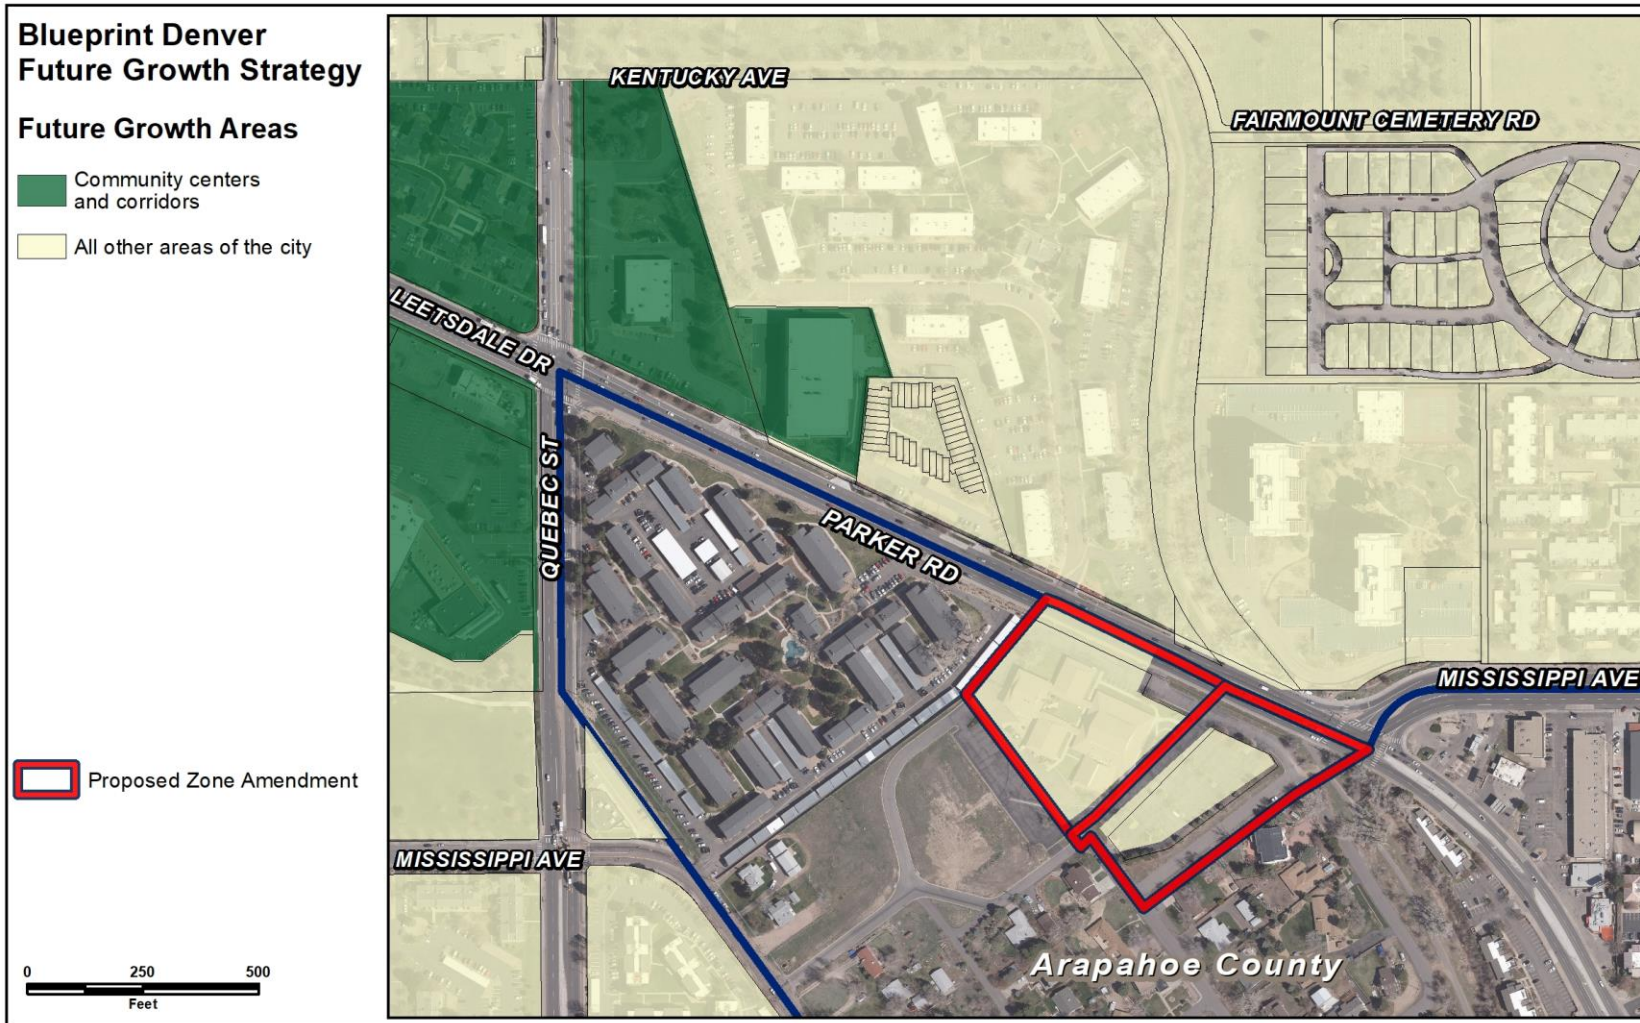 Blueprint Denver
Future Growth Strategy
Future Growth Areas
Community centers
and corridors
All other areas of the city
Proposed Zone Amendment
0 250 500
Feet
KENTUCKY AVE
FAIRMOUNT CEMETERY RD
LEETSDALE DR
QUEBEC ST
PARKER RD
MISSISSIPPI AVE
MISSISSIPPI AVE
Arapahoe County